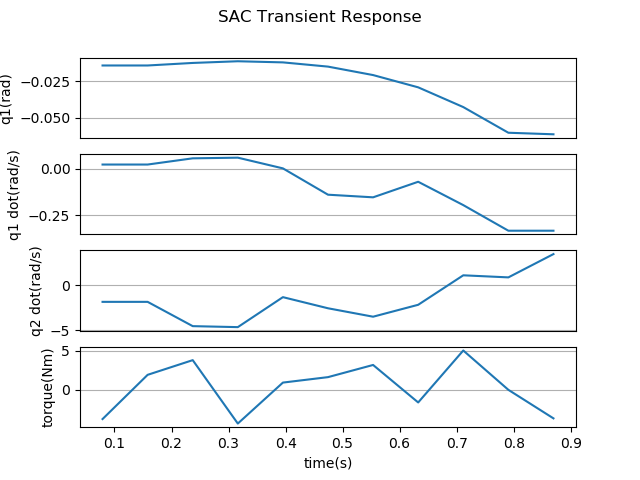 SAC Transient Response
q1(rad)
−0.025
−0.050
q1 dot(rad/s)
0.00
−0.25
q2 dot(rad/s)
0
−5
torque(Nm)
5
0
0.1 0.2 0.3 0.4 0.5 0.6 0.7 0.8 0.9
time(s)